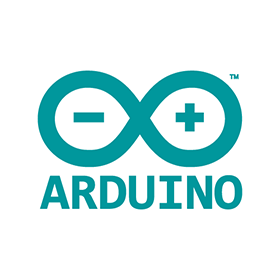 ™
- +
ARDUINO